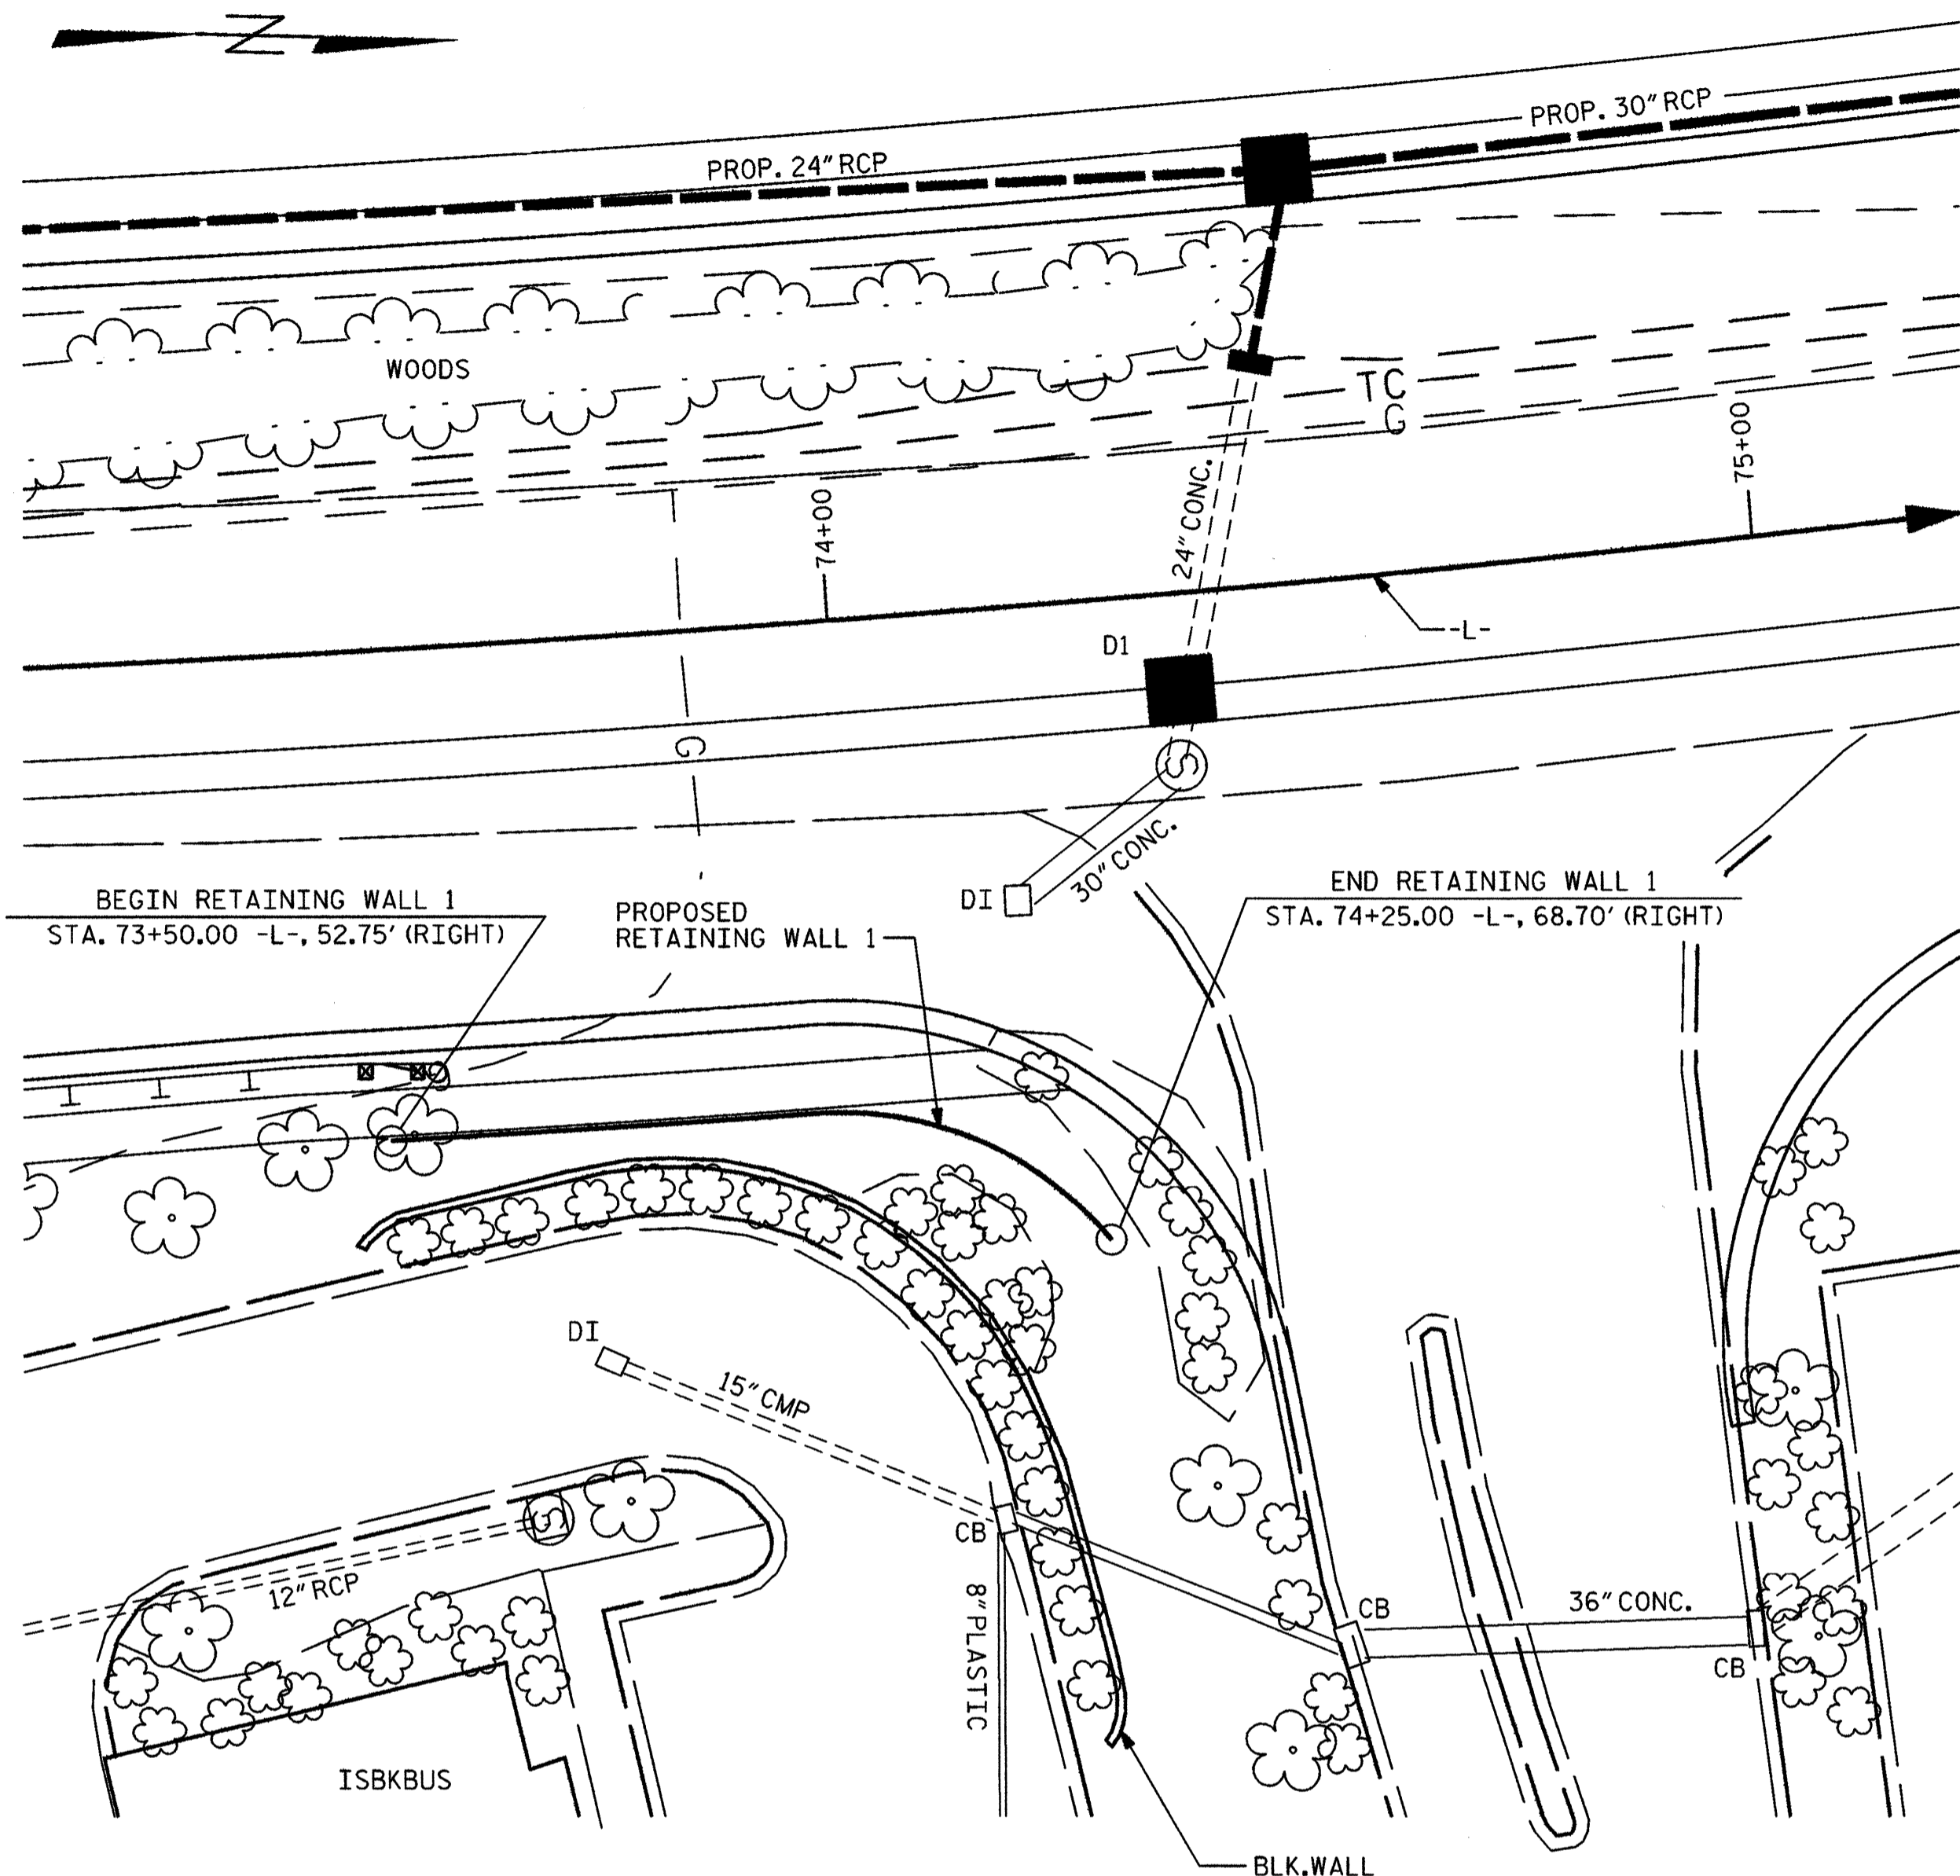 N
PROP. 30" RCP
PROP. 24" RCP
WOODS
TC
G
75+00
74+00
24" CONC.
-L-
D1
G
S
30" CONC.
DI
BEGIN RETAINING WALL 1
STA. 73+50.00 -L-, 52.75' (RIGHT)
PROPOSED
RETAINING WALL 1
END RETAINING WALL 1
STA. 74+25.00 -L-, 68.70' (RIGHT)
DI
15" CMP
S
12" RCP
CB
8" PLASTIC
CB
36" CONC.
CB
ISBKBUS
BLK.WALL